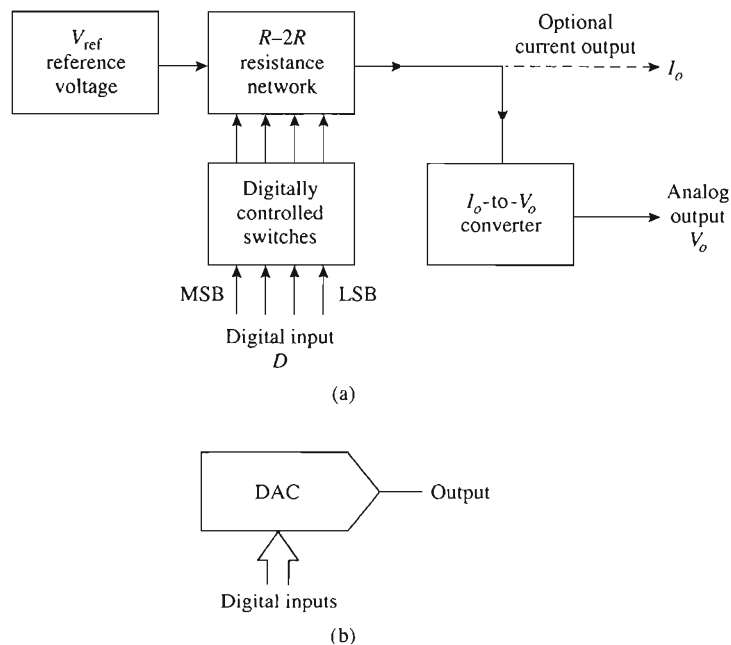 V_ref
reference
voltage
R–2R
resistance
network
Optional
current output
I_o
Digitally
controlled
switches
I_o-to-V_o
converter
Analog
output
V_o
MSB
LSB
Digital input
D
(a)
DAC
Output
Digital inputs
(b)